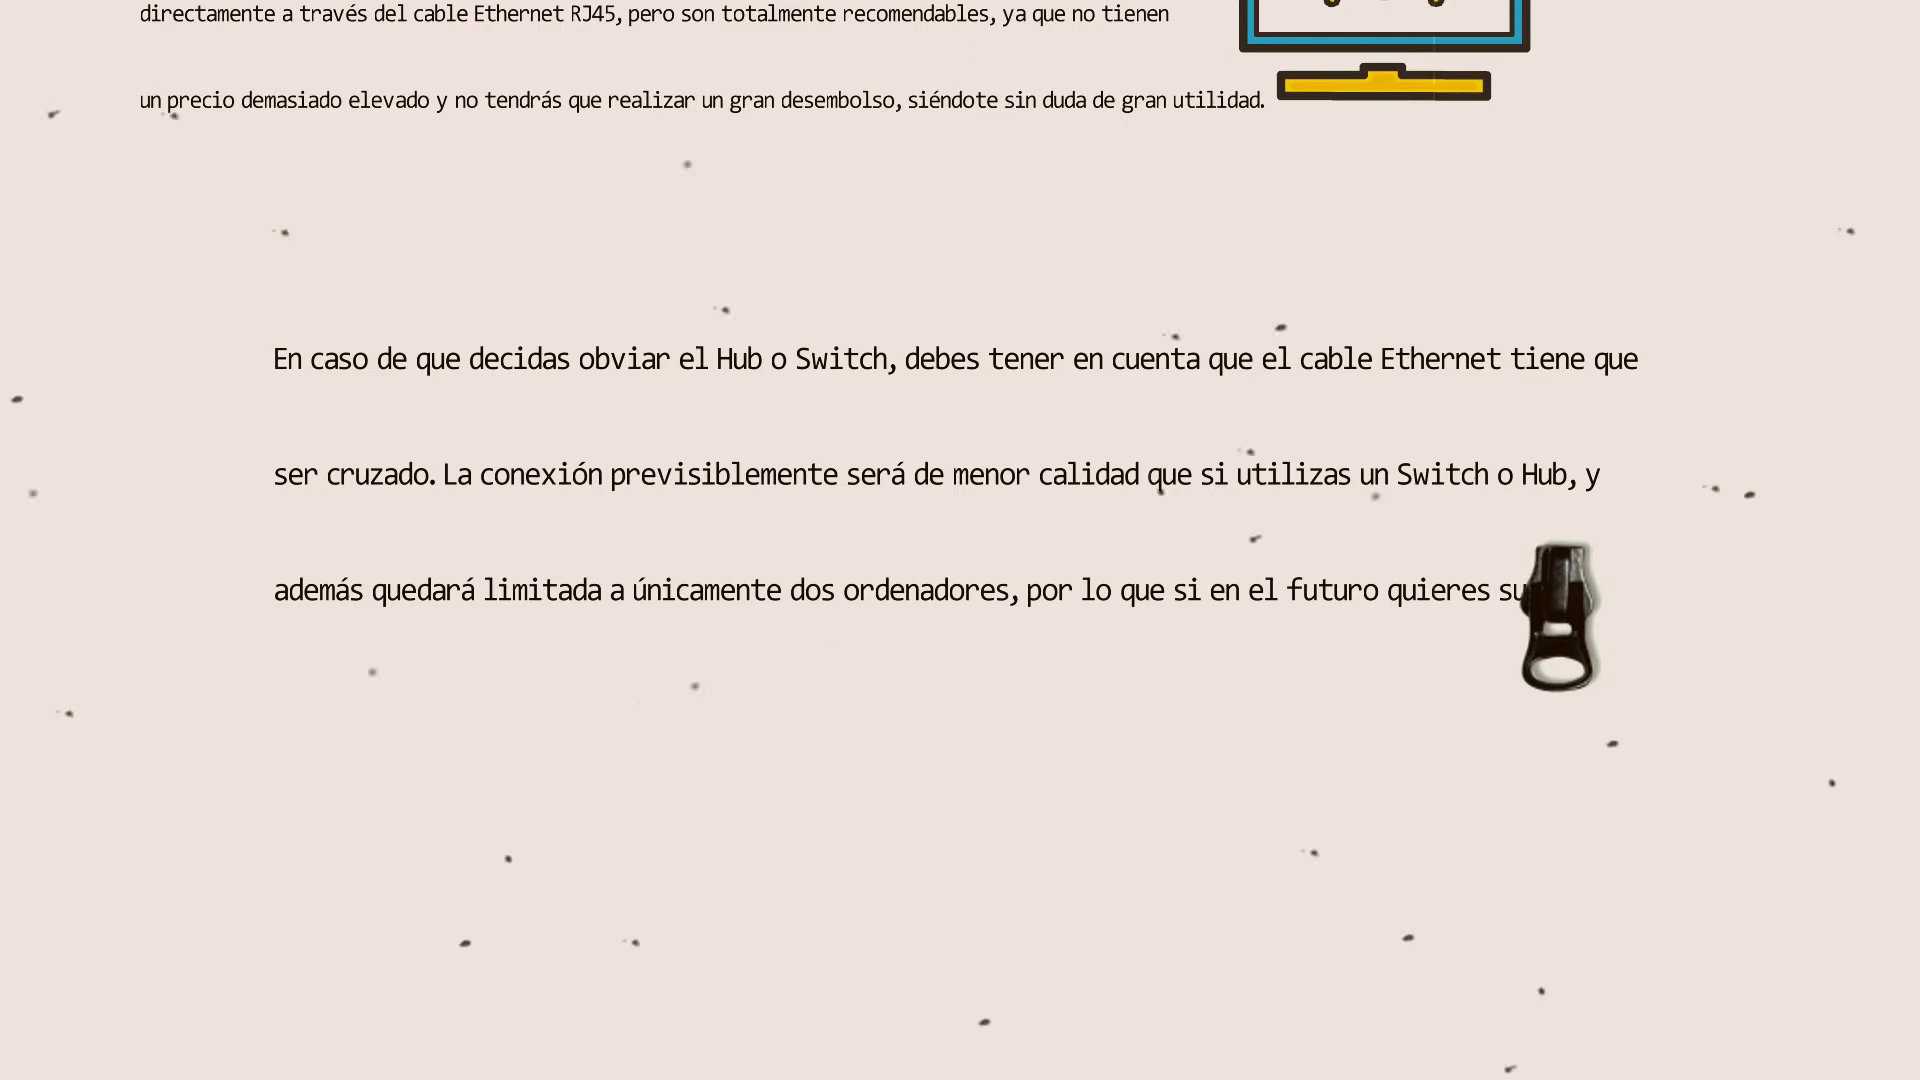 directamente a través del cable Ethernet RJ45, pero son totalmente recomendables, ya que no tienen
un precio demasiado elevado y no tendrás que realizar un gran desembolso, siéndote sin duda de gran utilidad.
En caso de que decidas obviar el Hub o Switch, debes tener en cuenta que el cable Ethernet tiene que
ser cruzado. La conexión previsiblemente será de menor calidad que si utilizas un Switch o Hub, y
además quedará limitada a únicamente dos ordenadores, por lo que si en el futuro quieres